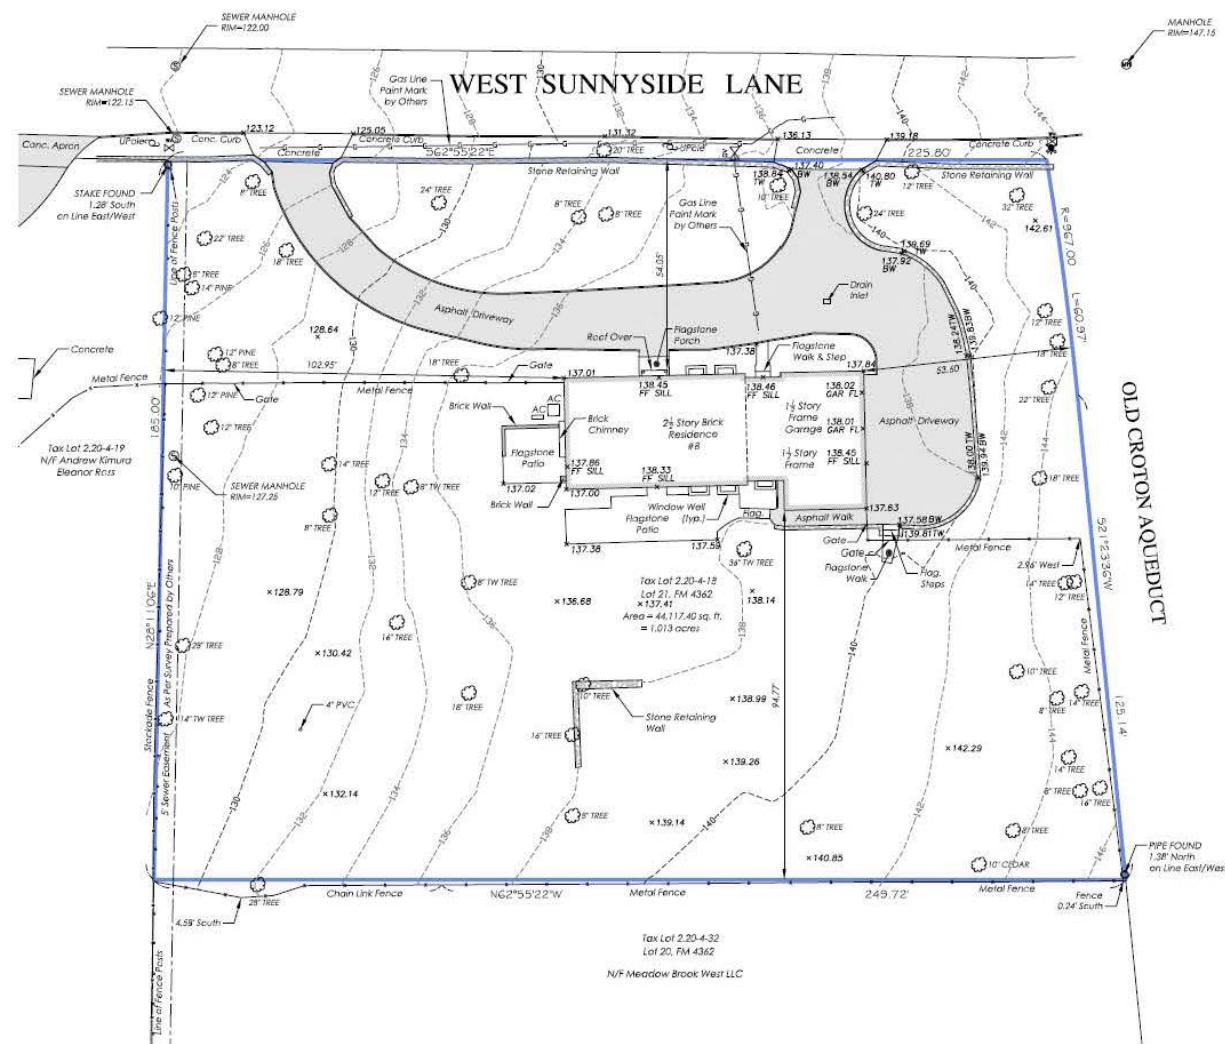 SEWER MANHOLE
RIM=122.00
MANHOLE
RIM=147.15
WEST SUNNYSIDE LANE
Gas Line
Paint Mark
by Others
SEWER MANHOLE
RIM=122.15
123.12
125.05
131.32
136.13
139.18
Conc. Apron
UPole
Conc. Curb
Concrete Curb
Concrete
S62°55'22"E
20" TREE
UPole
Concrete
225.80'
Concrete Curb
Stone Retaining Wall
Stone Retaining Wall
137.40
BW
138.84
TW
138.54
BW
140.80
TW
12" TREE
STAKE FOUND
1.28' South
on Line East/West
8" TREE
24" TREE
8" TREE
8" TREE
10" TREE
24" TREE
32" TREE
142.61
R=967.00
L=60.97'
Gas Line
Paint Mark
by Others
54.05'
Line of Fence Posts
22" TREE
18" TREE
139.69
TW
137.92
BW
14" PINE
12" PINE
Drain
Inlet
Asphalt Driveway
128.64
12" TREE
18" TREE
Roof Over
Flagstone
Porch
137.38
Flagstone
Walk & Step
137.84
53.60'
Concrete
12" PINE
8" TREE
102.95'
18" TREE
Gate
137.01
Metal Fence
Metal Fence
Gate
138.45
FF SILL
138.46
FF SILL
138.02
GAR FL
22" TREE
12" PINE
12" TREE
185.00'
Brick Wall
AC
AC
Brick
Chimney
2½ Story Brick
Residence
#8
1½ Story
Frame
Garage
138.01
GAR FL
Asphalt Driveway
OLD CROTON AQUEDUCT
Tax Lot 2.20-4-19
N/F Andrew Kimura
Eleanor Ross
Flagstone
Patio
137.86
FF SILL
138.33
FF SILL
1½ Story
Frame
138.45
FF SILL
14" TREE
10" PINE
SEWER MANHOLE
RIM=127.25
12" TREE
8" TW TREE
137.02
137.00
18" TREE
Brick Wall
Window Well
(typ.)
Flagstone
Patio
Flag.
Asphalt Walk
137.63
8" TREE
137.58 BW
139.81 TW
S21°23'36"W
137.38
137.59
Gate
Gate
Metal Fence
Flagstone
Walk
Flag.
Steps
2.96' West
36" TW TREE
8" TW TREE
14" TREE
12" TREE
N28°11'06"E
128.79
136.68
Tax Lot 2.20-4-18
Lot 21, FM 4362
137.41
Area = 44,117.40 sq. ft.
= 1.013 acres
138.14
16" TREE
28" TREE
130.42
Metal Fence
10" TREE
18" TREE
10" TREE
138.99
8" TREE
14" TREE
125.14'
Stockade Fence
5' Sewer Easement As Per Survey Prepared by Others
14" TW TREE
4" PVC
Stone Retaining
Wall
94.77'
16" TREE
142.29
139.26
14" TREE
132.14
8" TREE
16" TREE
8" TREE
139.14
8" TREE
8" TREE
140.85
10" CEDAR
PIPE FOUND
1.38' North
on Line East/West
Chain Link Fence
N62°55'22"W
Metal Fence
249.72'
Metal Fence
Fence
0.24' South
28" TREE
4.58' South
Tax Lot 2.20-4-32
Lot 20, FM 4362
N/F Meadow Brook West LLC
Line of Fence Posts